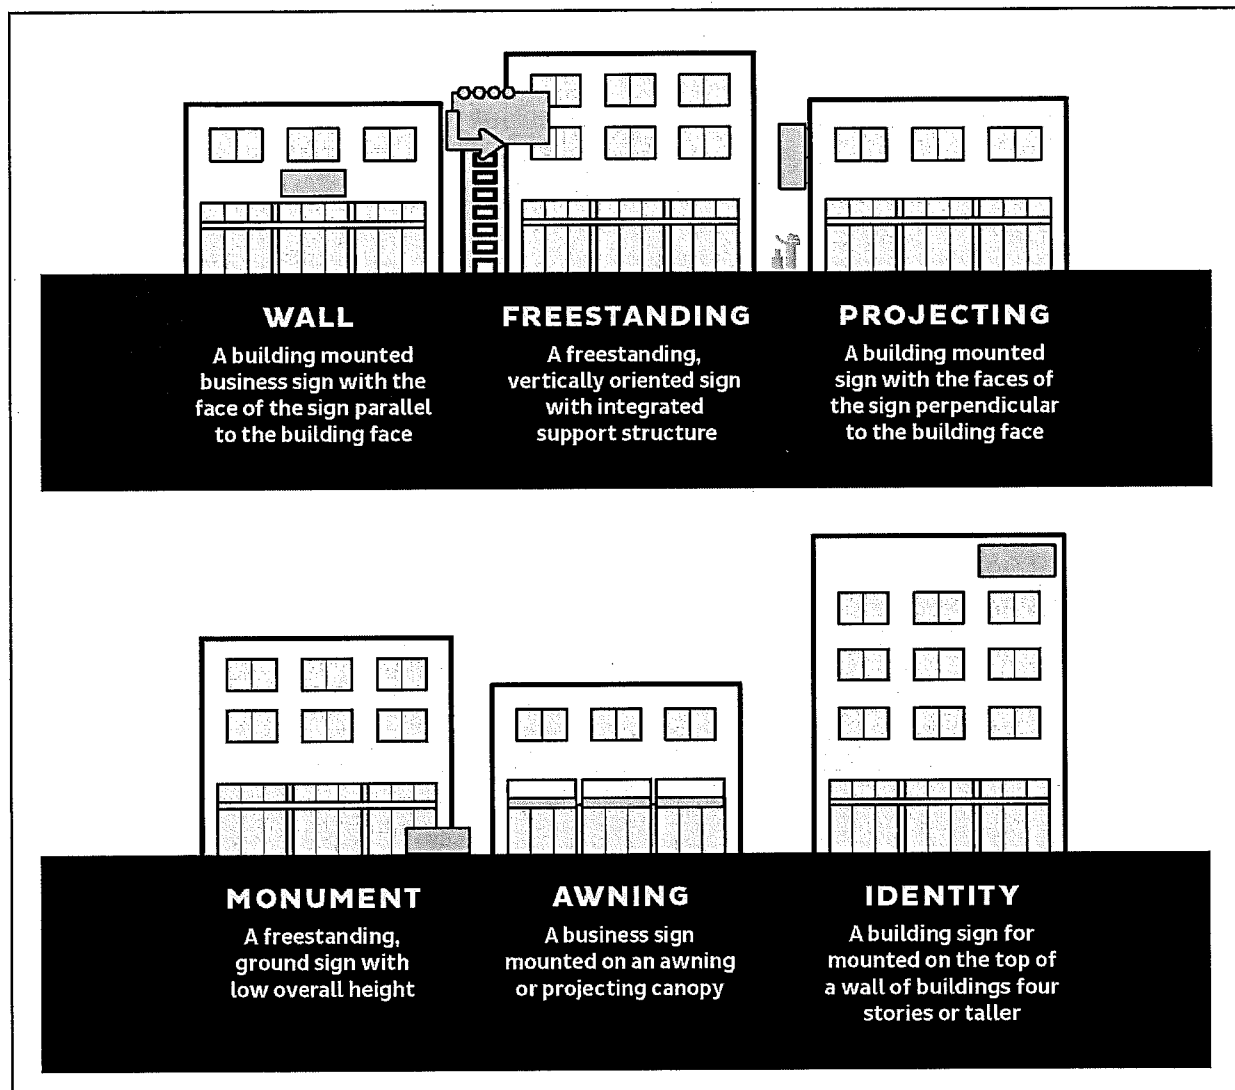 WALL
A building mounted
business sign with the
face of the sign parallel
to the building face
FREESTANDING
A freestanding,
vertically oriented sign
with integrated
support structure
PROJECTING
A building mounted
sign with the faces of
the sign perpendicular
to the building face
MONUMENT
A freestanding,
ground sign with
low overall height
AWNING
A business sign
mounted on an awning
or projecting canopy
IDENTITY
A building sign for
mounted on the top of
a wall of buildings four
stories or taller